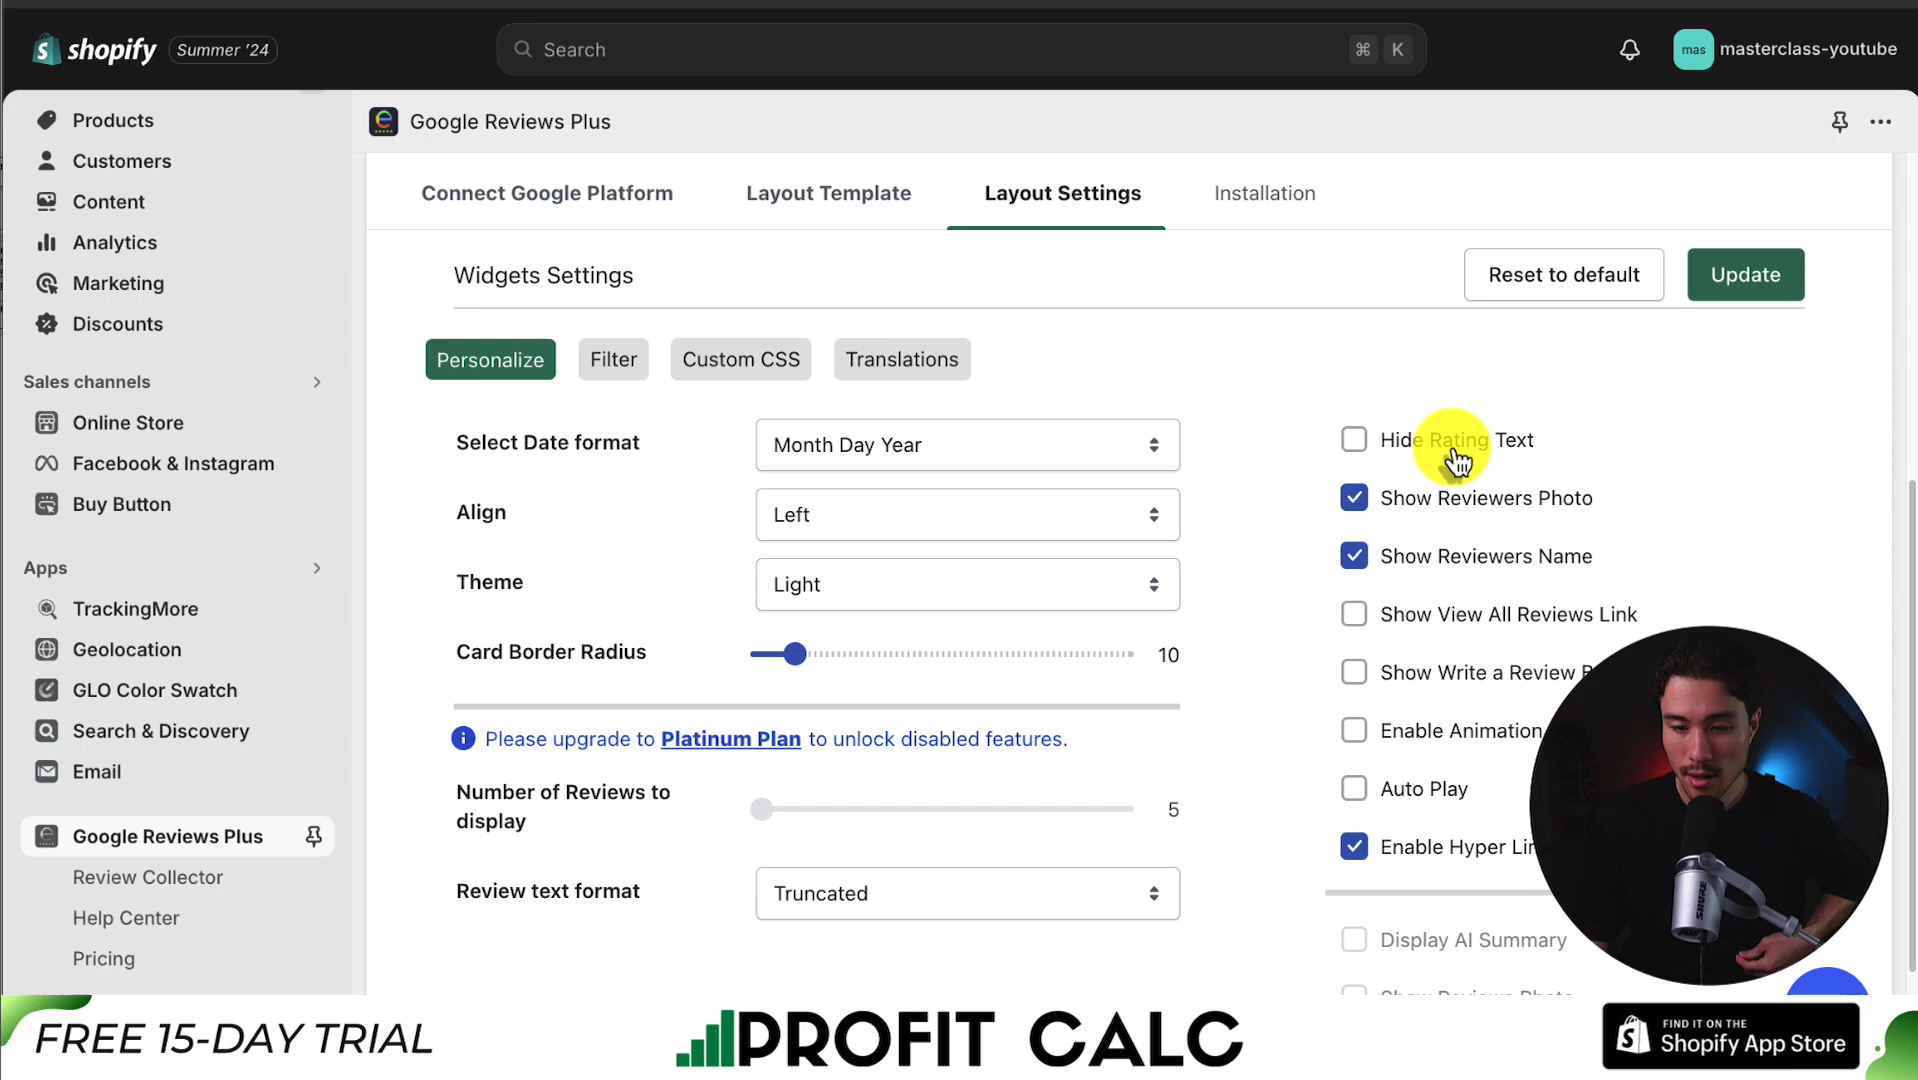 shopify
Summer '24
Search
⌘ K
mas
masterclass-youtube
Products
Customers
Content
Analytics
Marketing
Discounts
Sales channels
Online Store
Facebook & Instagram
Buy Button
Apps
TrackingMore
Geolocation
GLO Color Swatch
Search & Discovery
Email
Google Reviews Plus
Review Collector
Help Center
Pricing
Google Reviews Plus
Connect Google Platform
Layout Template
Layout Settings
Installation
Widgets Settings
Reset to default
Update
Personalize
Filter
Custom CSS
Translations
Select Date format
Month Day Year
Align
Left
Theme
Light
Card Border Radius
10
Please upgrade to Platinum Plan to unlock disabled features.
Number of Reviews to
display
5
Review text format
Truncated
Hide Rating Text
Show Reviewers Photo
Show Reviewers Name
Show View All Reviews Link
Show Write a Review
Enable Animation
Auto Play
Enable Hyper
Display AI Summary
SHURE
FREE 15-DAY TRIAL
PROFIT CALC
FIND IT ON THE
Shopify App Store